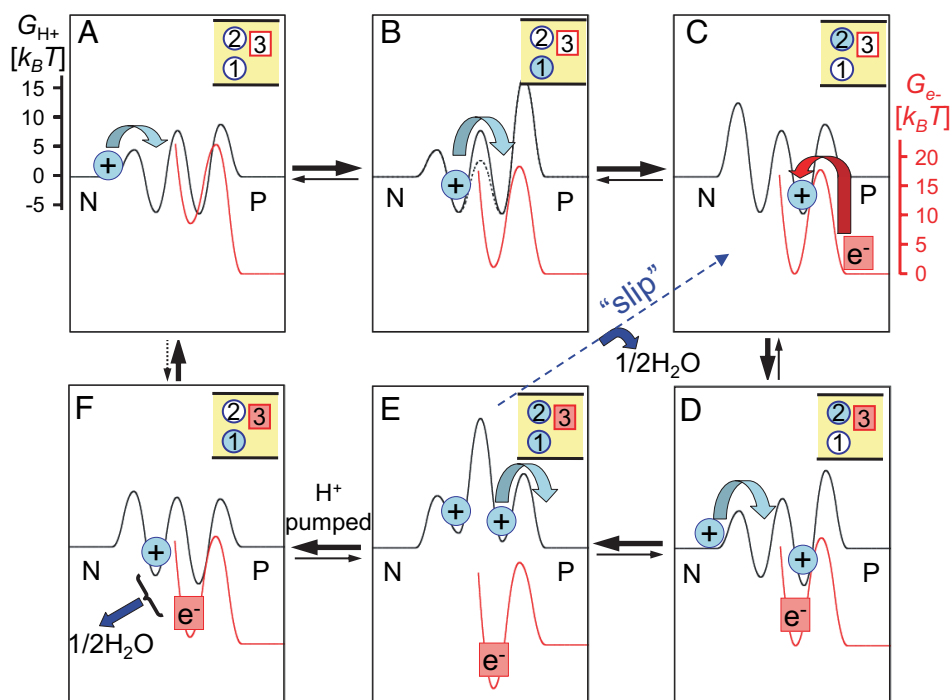 G_H+
[k_BT]
15
10
5
0
-5
A
2
3
1
+
N
P
B
2
3
1
+
N
P
C
2
3
1
+
N
P
e-
G_e-
[k_BT]
20
15
10
5
0
"slip"
1/2H₂O
F
2
3
1
+
N
P
e-
1/2H₂O
H⁺
pumped
E
2
3
1
+
+
e-
D
2
3
1
+
+
N
P
e-